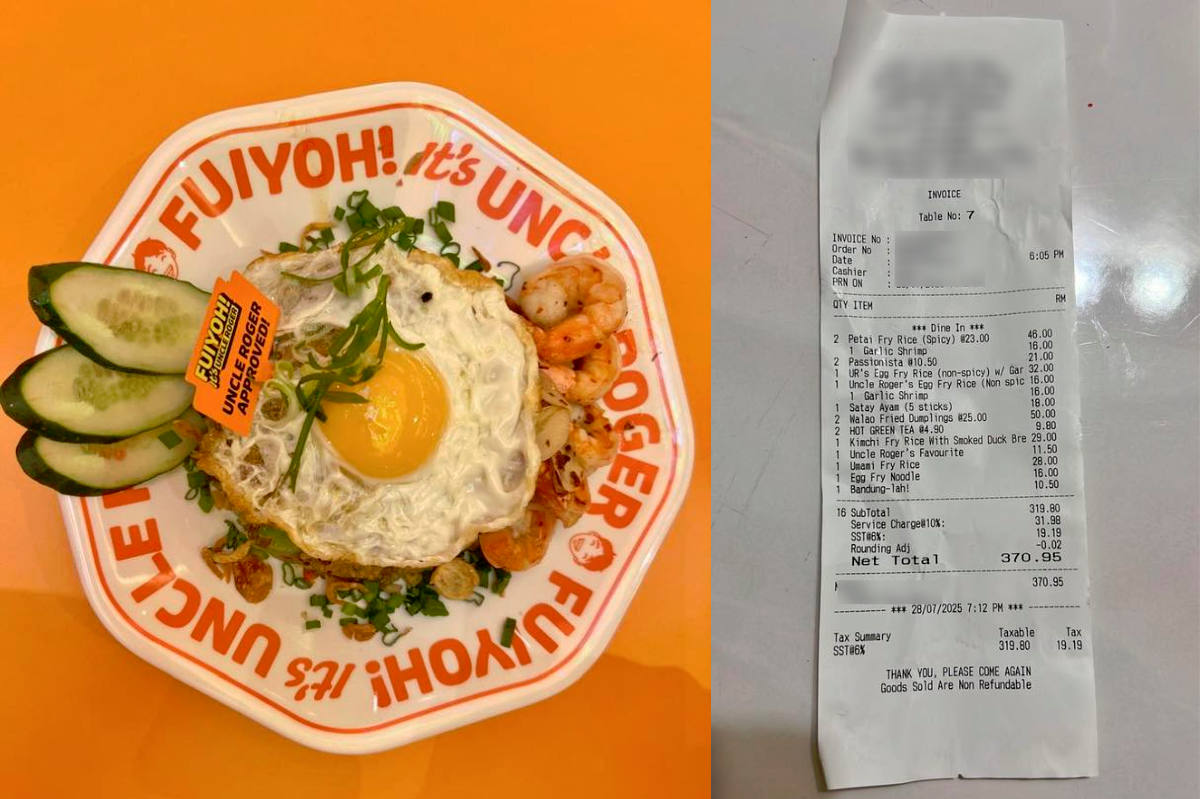 FUIYOH! It's UNCL
ROGER
FUIYOH! It's UNCLE
FUIYOH!
It's UNCLE ROGER
UNCLE ROGER
APPROVED!
INVOICE
Table No: 7
INVOICE No :
Order No :
Date : 6:05 PM
Cashier :
PRN ON :
QTY ITEM RM
*** Dine In ***
2 Petai Fry Rice (Spicy) @23.00 46.00
1 Garlic Shrimp 16.00
2 Passionista @10.50 21.00
1 UR's Egg Fry Rice (non-spicy) w/ Gar 32.00
1 Uncle Roger's Egg Fry Rice (Non spic 16.00
1 Garlic Shrimp 16.00
1 Satay Ayam (5 sticks) 18.00
2 Walao Fried Dumplings @25.00 50.00
2 HOT GREEN TEA @4.90 9.80
1 Kimchi Fry Rice With Smoked Duck Bre 29.00
1 Uncle Roger's Favourite 11.50
1 Umami Fry Rice 28.00
1 Egg Fry Noodle 16.00
1 Bandung-lah! 10.50
16 SubTotal 319.80
Service Charge@10%: 31.98
SST@6%: 19.19
Rounding Adj -0.02
Net Total 370.95
370.95
*** 28/07/2025 7:12 PM ***
Tax Summary Taxable Tax
SST@6% 319.80 19.19
THANK YOU, PLEASE COME AGAIN
Goods Sold Are Non Refundable